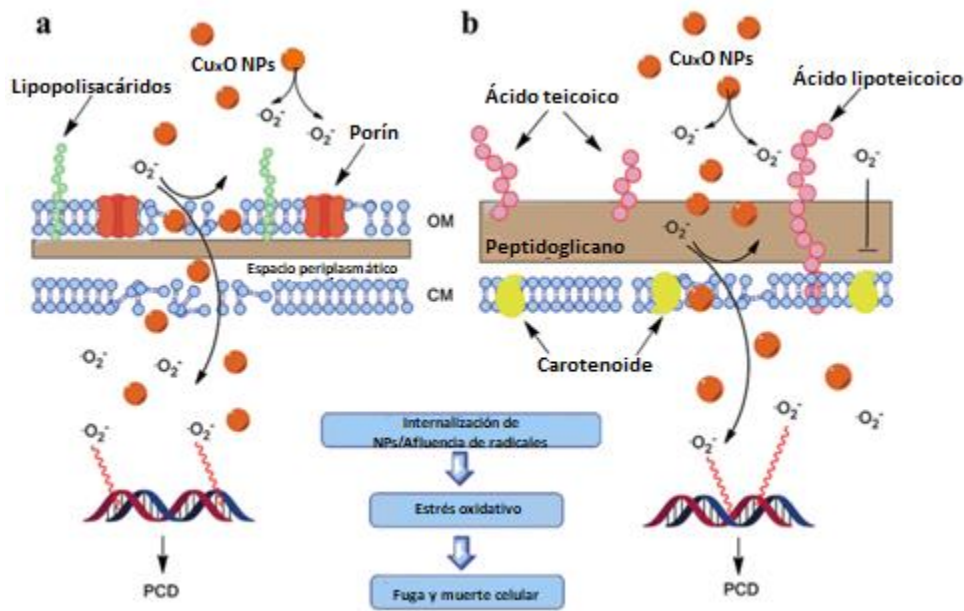 a
CuₓO NPs
Lipopolisacáridos
·O₂⁻
·O₂⁻
Porín
·O₂⁻
OM
Espacio periplasmático
CM
·O₂⁻
·O₂⁻
·O₂⁻
·O₂⁻
PCD
b
CuₓO NPs
Ácido lipoteicoico
Ácido teicoico
·O₂⁻
·O₂⁻
·O₂⁻
·O₂⁻
Peptidoglicano
Carotenoide
·O₂⁻
·O₂⁻
·O₂⁻
PCD
Internalización de
NPs/Afluencia de radicales
Estrés oxidativo
Fuga y muerte celular